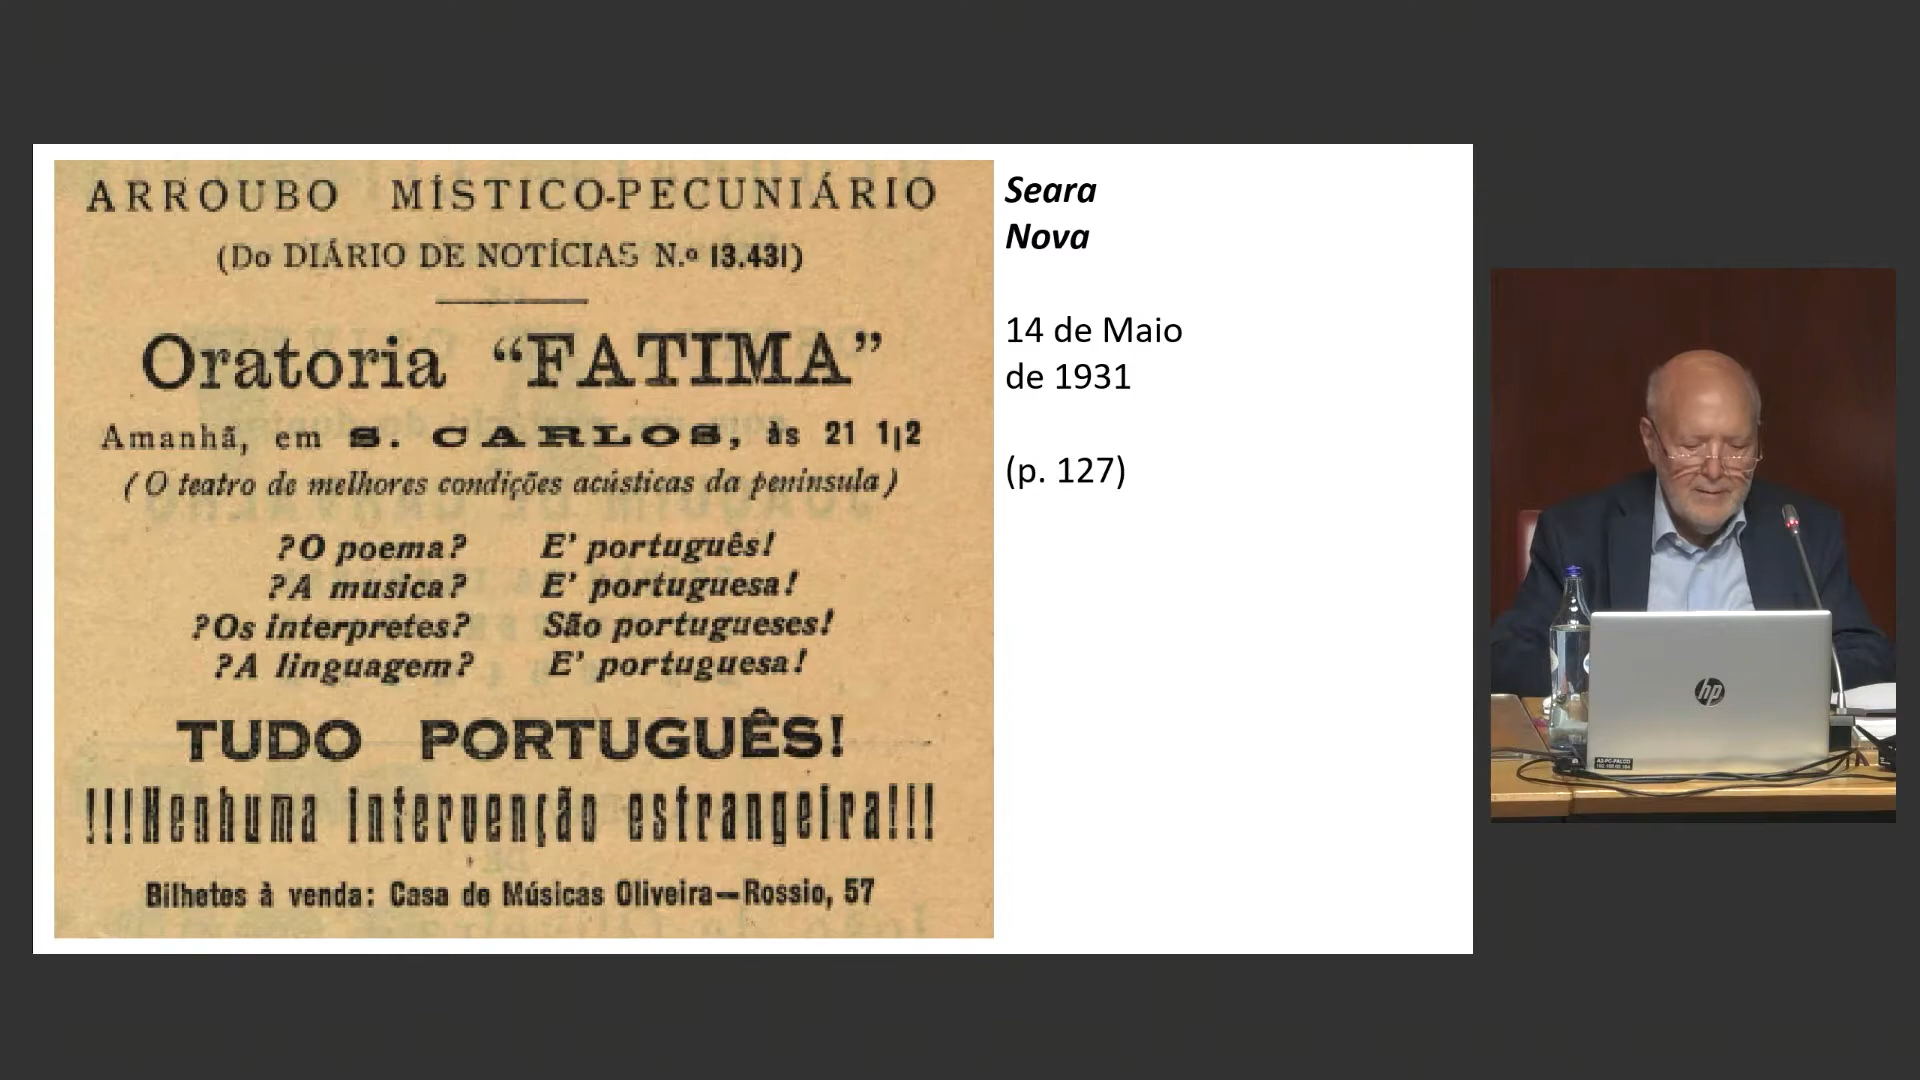 ARROUBO MÍSTICO-PECUNIÁRIO
(Do DIÁRIO DE NOTÍCIAS N.º 13.431)
Oratoria “FATIMA”
Amanhã, em S. CARLOS, às 21 1|2
(O teatro de melhores condições acústicas da península)
?O poema? E’ português!
?A musica? E’ portuguesa!
?Os interpretes? São portugueses!
?A linguagem? E’ portuguesa!
TUDO PORTUGUÊS!
!!!Nenhuma intervenção estrangeira!!!
Bilhetes à venda: Casa de Músicas Oliveira—Rossio, 57
Seara
Nova
14 de Maio
de 1931
(p. 127)
hp